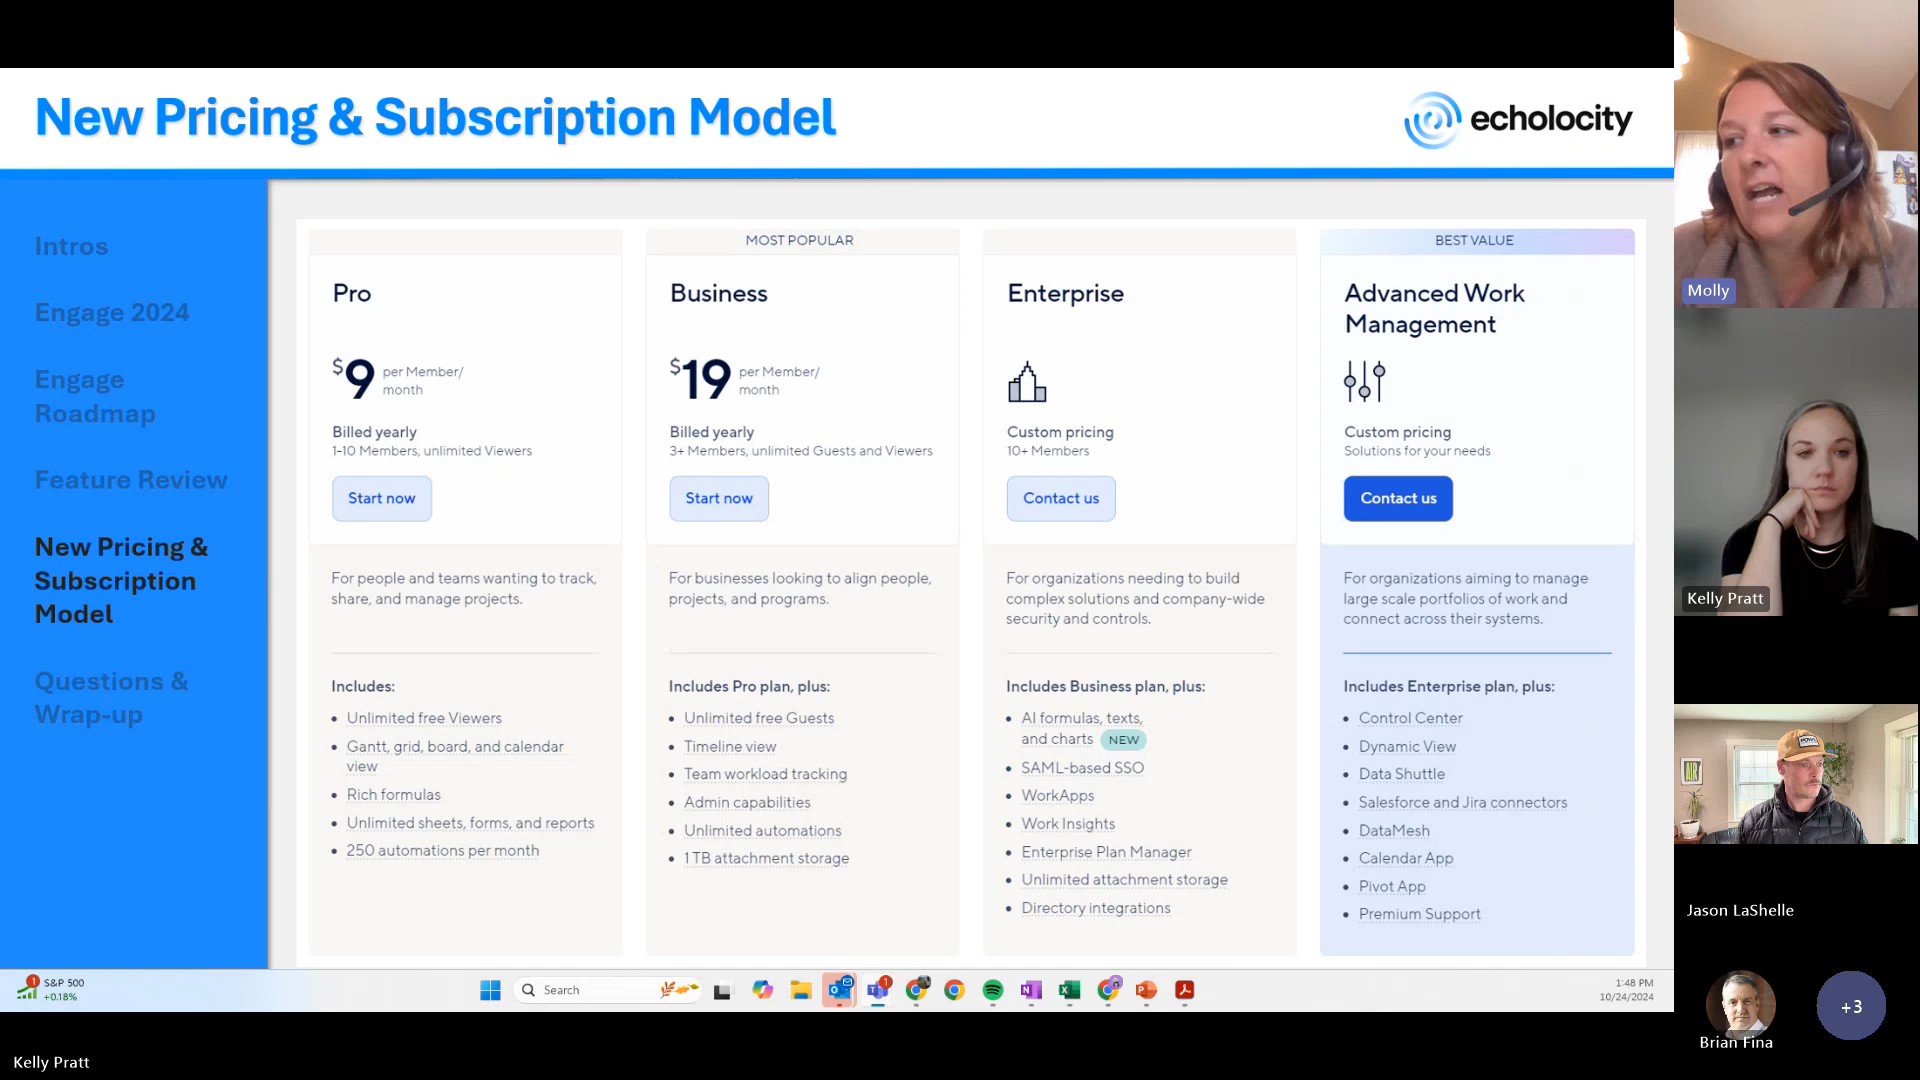 New Pricing & Subscription Model
echolocity
Intros
Engage 2024
Engage
Roadmap
Feature Review
New Pricing &
Subscription
Model
Questions &
Wrap-up
Pro
$9 per Member/
month
Billed yearly
1-10 Members, unlimited Viewers
Start now
For people and teams wanting to track,
share, and manage projects.
Includes:
• Unlimited free Viewers
• Gantt, grid, board, and calendar
view
• Rich formulas
• Unlimited sheets, forms, and reports
• 250 automations per month
MOST POPULAR
Business
$19 per Member/
month
Billed yearly
3+ Members, unlimited Guests and Viewers
Start now
For businesses looking to align people,
projects, and programs.
Includes Pro plan, plus:
• Unlimited free Guests
• Timeline view
• Team workload tracking
• Admin capabilities
• Unlimited automations
• 1 TB attachment storage
Enterprise
Custom pricing
10+ Members
Contact us
For organizations needing to build
complex solutions and company-wide
security and controls.
Includes Business plan, plus:
• AI formulas, texts,
and charts NEW
• SAML-based SSO
• WorkApps
• Work Insights
• Enterprise Plan Manager
• Unlimited attachment storage
• Directory integrations
BEST VALUE
Advanced Work
Management
Custom pricing
Solutions for your needs
Contact us
For organizations aiming to manage
large scale portfolios of work and
connect across their systems.
Includes Enterprise plan, plus:
• Control Center
• Dynamic View
• Data Shuttle
• Salesforce and Jira connectors
• DataMesh
• Calendar App
• Pivot App
• Premium Support
1
S&P 500
+0.18%
Search
1
1:48 PM
10/24/2024
Molly
Kelly Pratt
Jason LaShelle
Brian Fina
+3
Kelly Pratt